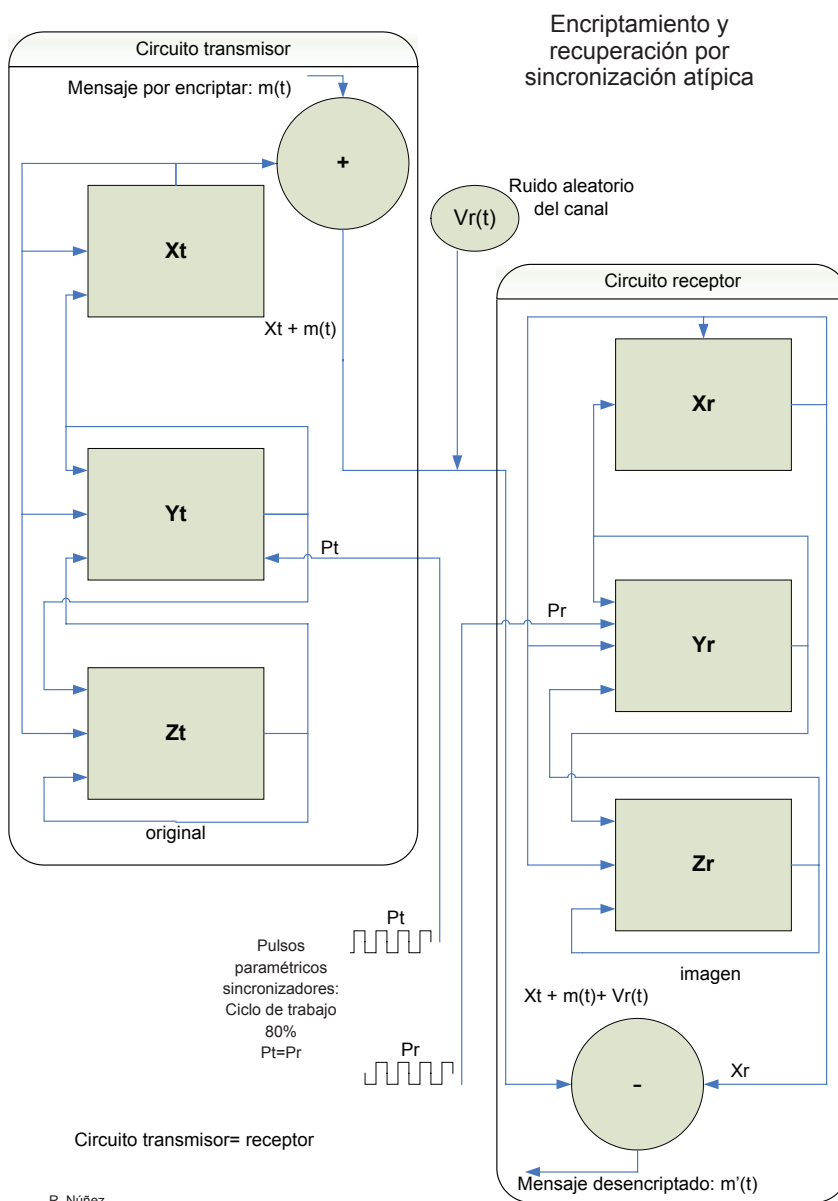 Encriptamiento y
recuperación por
sincronización atípica
Circuito transmisor
Mensaje por encriptar: m(t)
+
Xt
Xt + m(t)
Vr(t)
Ruido aleatorio
del canal
Circuito receptor
Xr
Yt
Pt
Pr
Yr
Zt
original
Zr
imagen
Pt
Pulsos
paramétricos
sincronizadores:
Ciclo de trabajo
80%
Pt=Pr
Pr
Xt + m(t)+ Vr(t)
-
Xr
Circuito transmisor= receptor
Mensaje desencriptado: m'(t)
R. Núñez